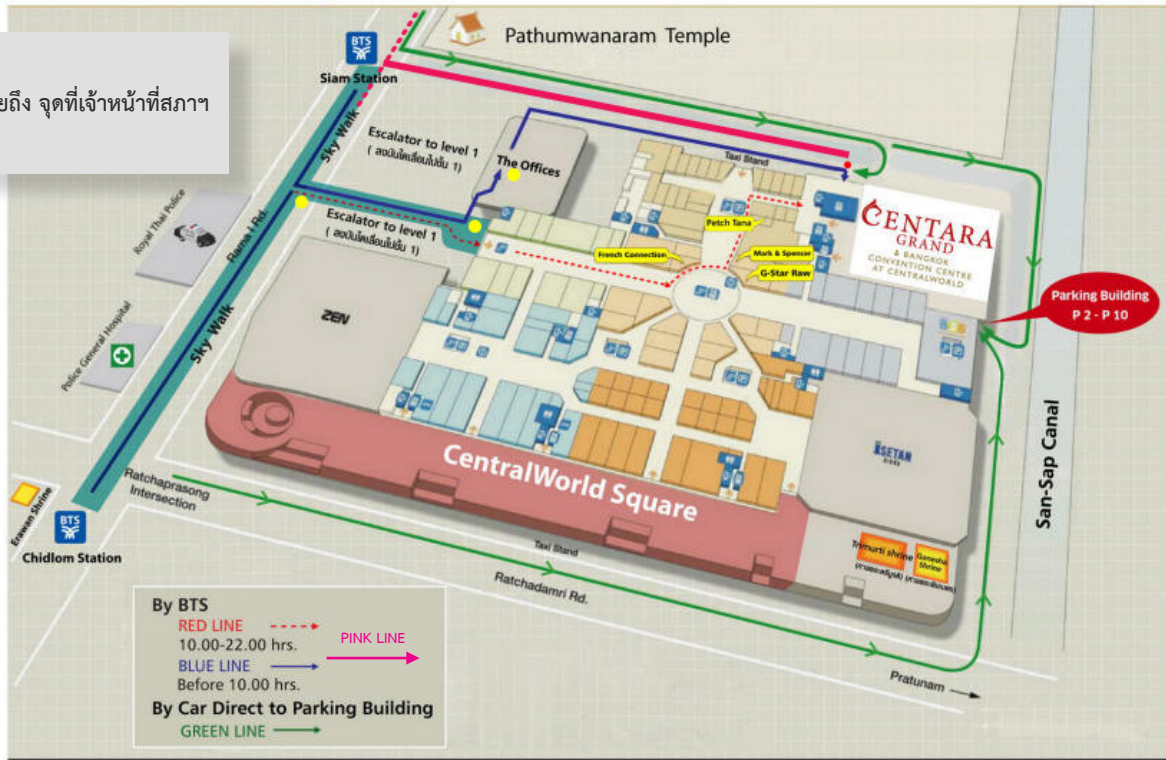 Pathumwanaram Temple
BTS
Siam Station
ยถึง จุดที่เจ้าหน้าที่สภาฯ
Sky Walk
Escalator to level 1
( ลงบันไดเลื่อนไปชั้น 1)
The Offices
Taxi Stand
Royal Thai Police
Rama I Rd.
Escalator to level 1
( ลงบันไดเลื่อนไปชั้น 1)
Petch Tana
French Connection
Mark & Spencer
G-Star Raw
CENTARA
GRAND
& BANGKOK
CONVENTION CENTRE
AT CENTRALWORLD
Parking Building
P 2 - P 10
Police General Hospital
Sky Walk
ZEN
ISETAN
San-Sap Canal
CentralWorld Square
Ratchaprasong
Intersection
Erawan Shrine
BTS
Chidlom Station
Taxi Stand
Ratchadamri Rd.
Trimurti shrine
Ganesha
Shrine
Pratunam
By BTS
RED LINE
10.00-22.00 hrs.
PINK LINE
BLUE LINE
Before 10.00 hrs.
By Car Direct to Parking Building
GREEN LINE